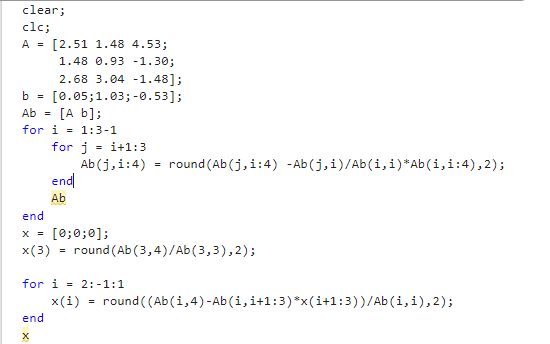 clear;
clc;
A = [2.51 1.48 4.53;
     1.48 0.93 -1.30;
     2.68 3.04 -1.48];
b = [0.05;1.03;-0.53];
Ab = [A b];
for i = 1:3-1
    for j = i+1:3
        Ab(j,i:4) = round(Ab(j,i:4) -Ab(j,i)/Ab(i,i)*Ab(i,i:4),2);
    end
    Ab
end
x = [0;0;0];
x(3) = round(Ab(3,4)/Ab(3,3),2);
for i = 2:-1:1
    x(i) = round((Ab(i,4)-Ab(i,i+1:3)*x(i+1:3))/Ab(i,i),2);
end
x